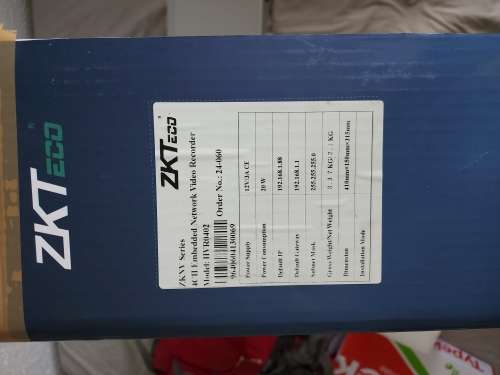 ZKTeco
ZKTeco
ZKNV Series
4CH Embedded Network Video Recorder
Model: HVR0402 Order No.: 24-060
Power Supply 12V/3A CE
Power Consumption 20 W
Default IP 192.168.1.88
Default Gateway 192.168.1.1
Subnet Mask 255.255.255.0
Gross Weight/Net Weight KG KG
Dimension
Installation Mode
Type